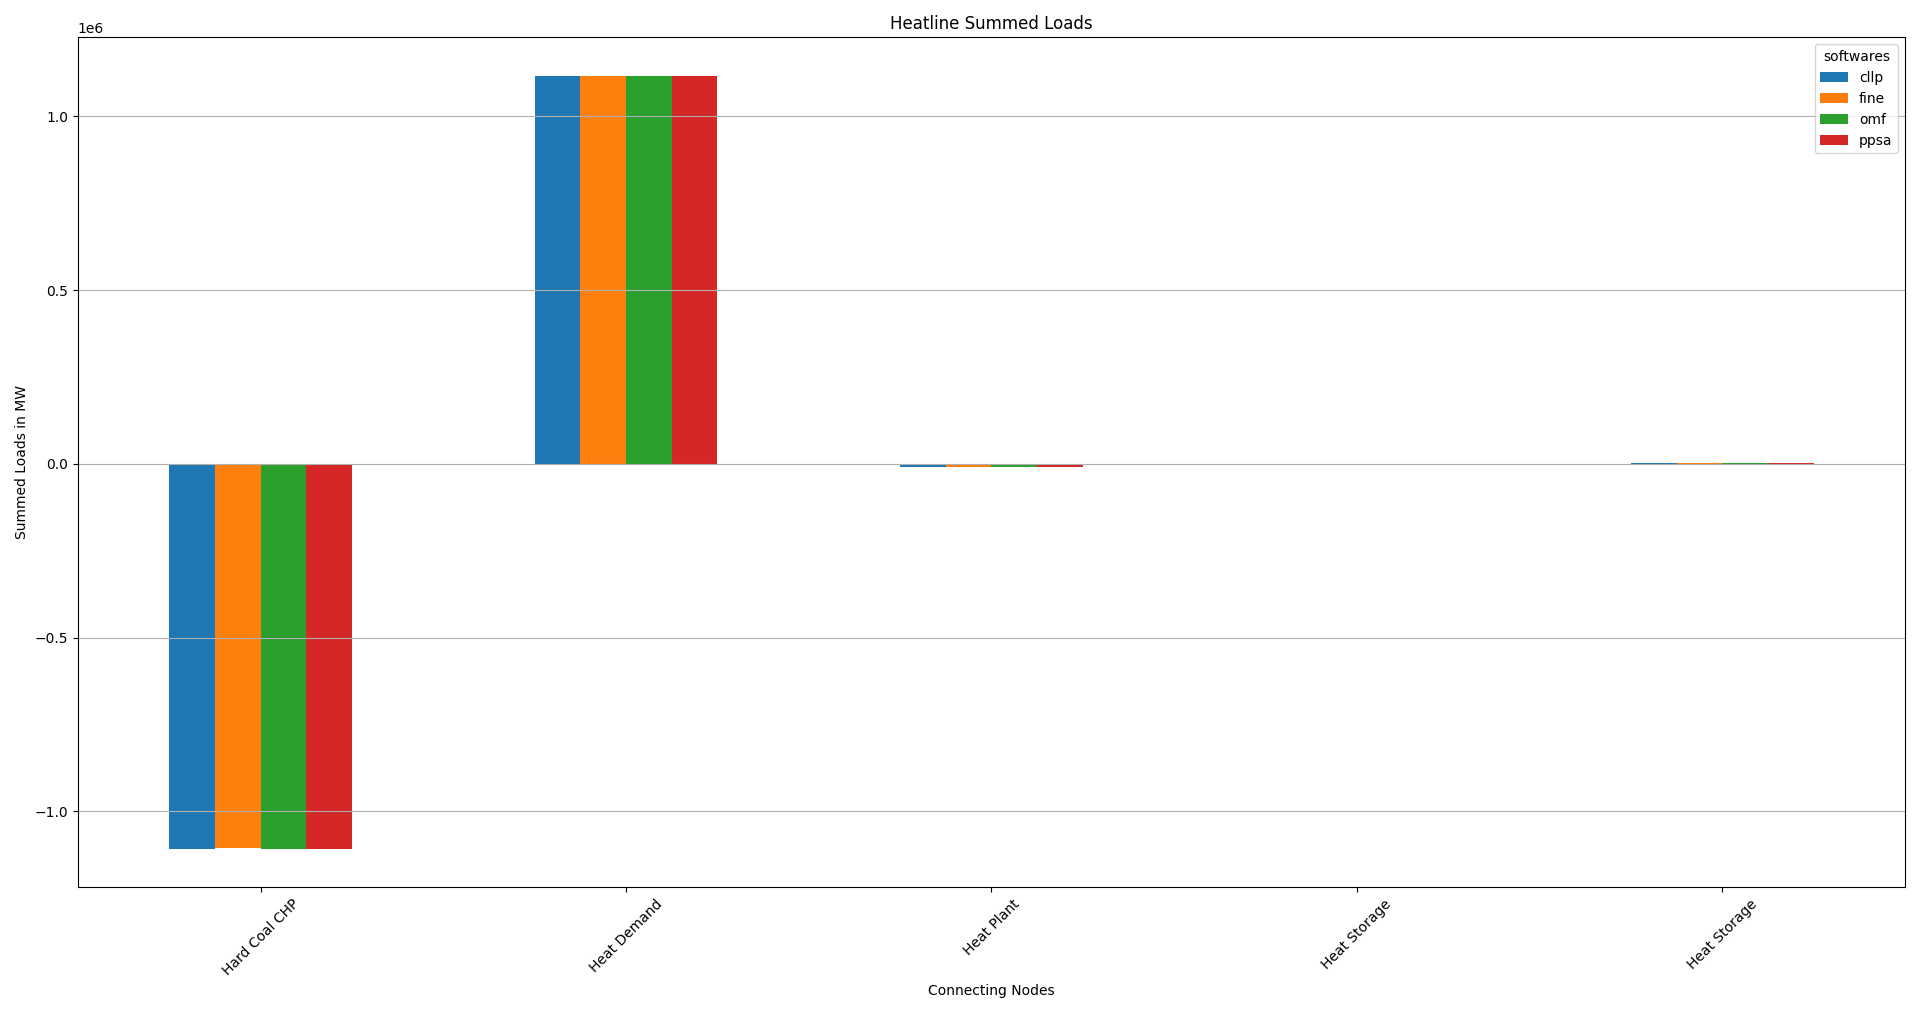 Heatline Summed Loads
1e6
softwares
cllp
fine
omf
ppsa
1.0
0.5
0.0
−0.5
−1.0
Summed Loads in MW
Hard Coal CHP
Heat Demand
Heat Plant
Heat Storage
Heat Storage
Connecting Nodes